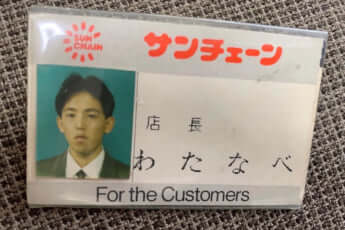 SUN CHAIN
サンチェーン
店長
わたなべ
For the Customers